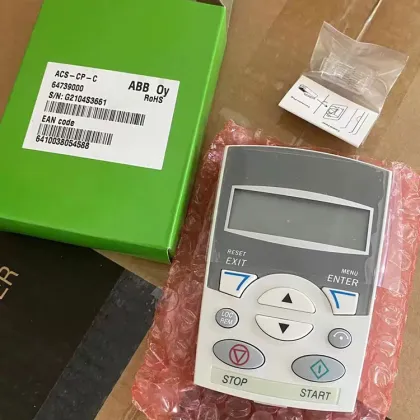 ACS-CP-C
64739000
ABB Oy
RoHS
S/N: G2104S3661
EAN code
6410038054588
RESET
EXIT
MENU
ENTER
LOC
REM
STOP
START
ER